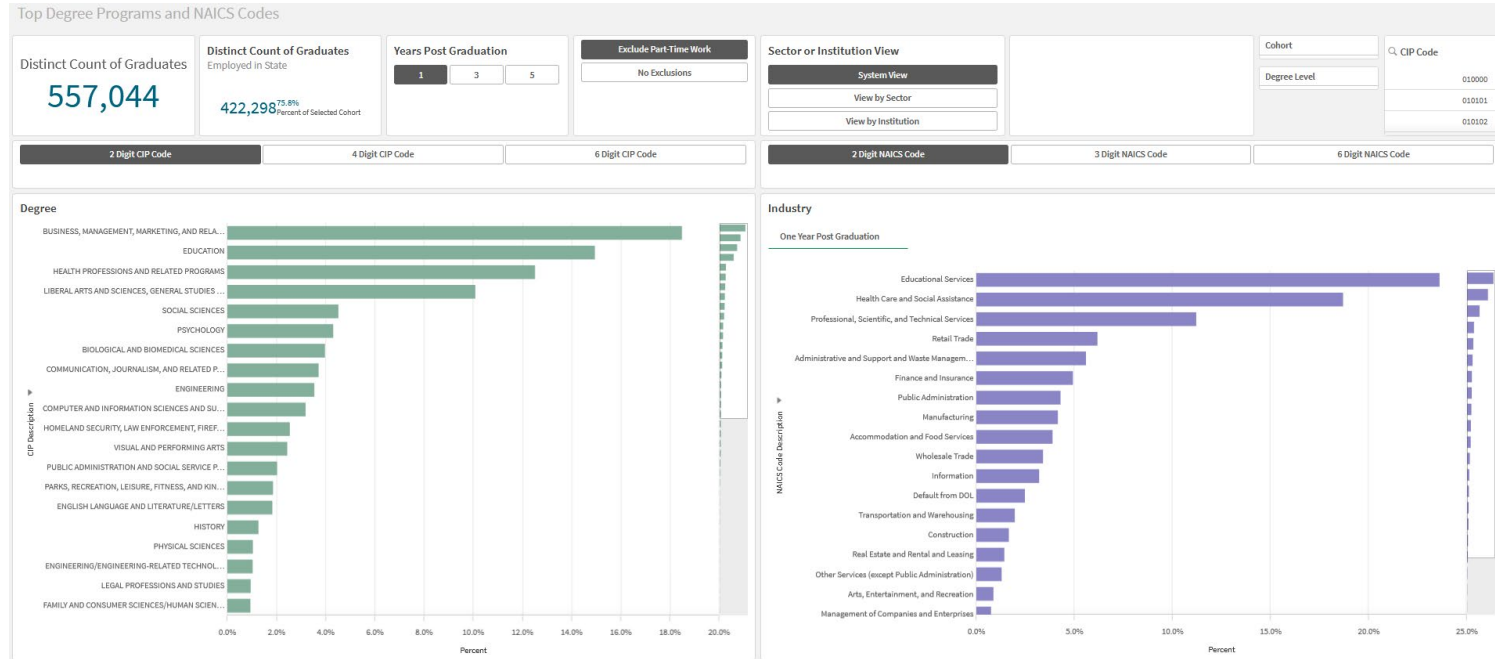 Top Degree Programs and NAICS Codes
Distinct Count of Graduates
557,044
Distinct Count of Graduates
Employed in State
422,298 75.8%
Percent of Selected Cohort
Years Post Graduation
1 3 5
Exclude Part-Time Work
No Exclusions
Sector or Institution View
System View
View by Sector
View by Institution
Cohort
Degree Level
CIP Code
010000
010101
010102
2 Digit CIP Code 4 Digit CIP Code 6 Digit CIP Code
2 Digit NAICS Code 3 Digit NAICS Code 6 Digit NAICS Code
Degree
BUSINESS, MANAGEMENT, MARKETING, AND RELA...
EDUCATION
HEALTH PROFESSIONS AND RELATED PROGRAMS
LIBERAL ARTS AND SCIENCES, GENERAL STUDIES ...
SOCIAL SCIENCES
PSYCHOLOGY
BIOLOGICAL AND BIOMEDICAL SCIENCES
COMMUNICATION, JOURNALISM, AND RELATED P...
ENGINEERING
COMPUTER AND INFORMATION SCIENCES AND SU...
HOMELAND SECURITY, LAW ENFORCEMENT, FIREF...
VISUAL AND PERFORMING ARTS
PUBLIC ADMINISTRATION AND SOCIAL SERVICE P...
PARKS, RECREATION, LEISURE, FITNESS, AND KIN...
ENGLISH LANGUAGE AND LITERATURE/LETTERS
HISTORY
PHYSICAL SCIENCES
ENGINEERING/ENGINEERING-RELATED TECHNOL...
LEGAL PROFESSIONS AND STUDIES
FAMILY AND CONSUMER SCIENCES/HUMAN SCIEN...
CIP Description
0.0% 2.0% 4.0% 6.0% 8.0% 10.0% 12.0% 14.0% 16.0% 18.0% 20.0%
Percent
Industry
One Year Post Graduation
Educational Services
Health Care and Social Assistance
Professional, Scientific, and Technical Services
Retail Trade
Administrative and Support and Waste Managem...
Finance and Insurance
Public Administration
Manufacturing
Accommodation and Food Services
Wholesale Trade
Information
Default from DOL
Transportation and Warehousing
Construction
Real Estate and Rental and Leasing
Other Services (except Public Administration)
Arts, Entertainment, and Recreation
Management of Companies and Enterprises
NAICS Code Description
0.0% 5.0% 10.0% 15.0% 20.0% 25.0%
Percent